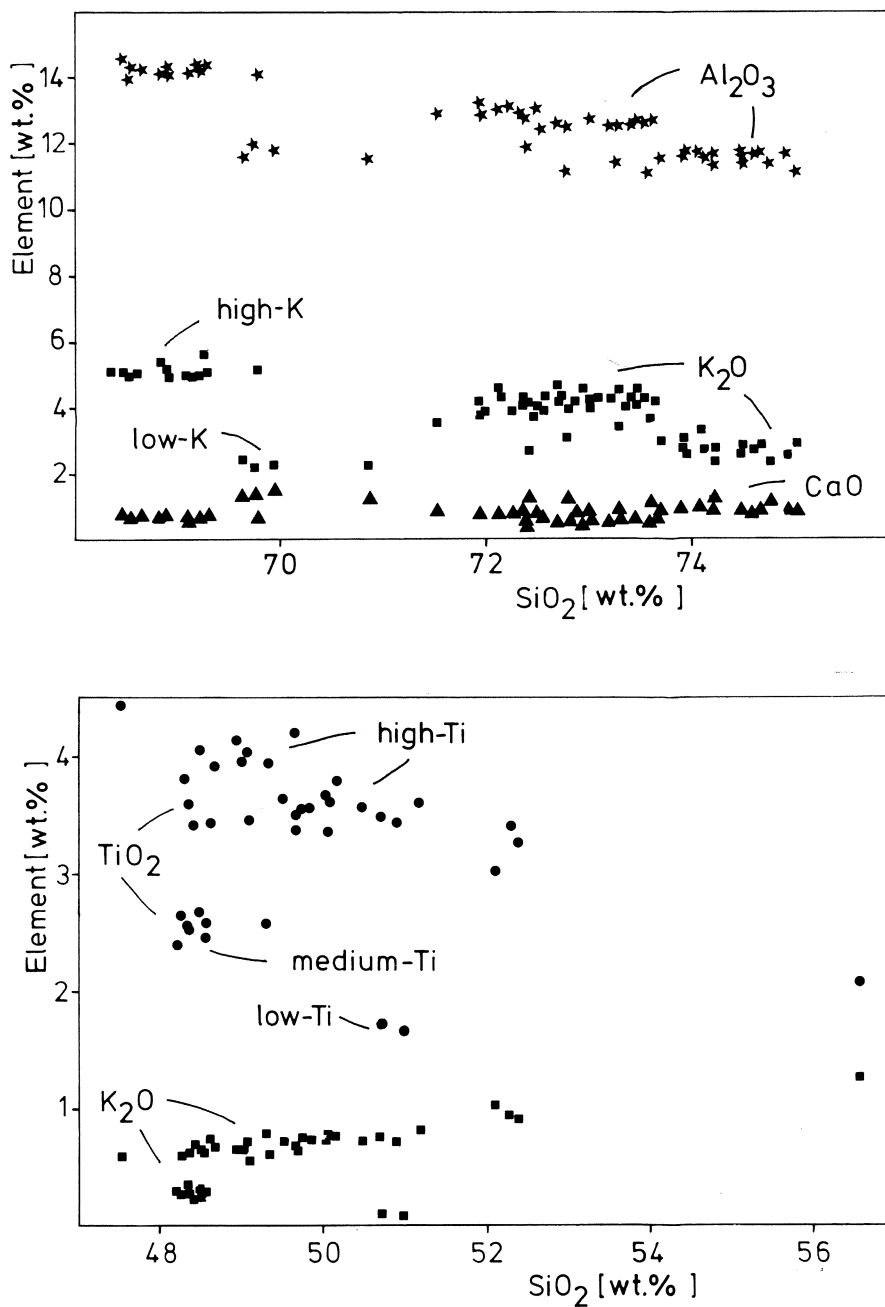 Element [wt.%]
14
12
10
8
6
4
2
Al₂O₃
high-K
K₂O
low-K
CaO
70
72
74
SiO₂ [wt.%]
Element [wt.%]
4
3
2
1
high-Ti
TiO₂
medium-Ti
low-Ti
K₂O
48
50
52
54
56
SiO₂ [wt.%]